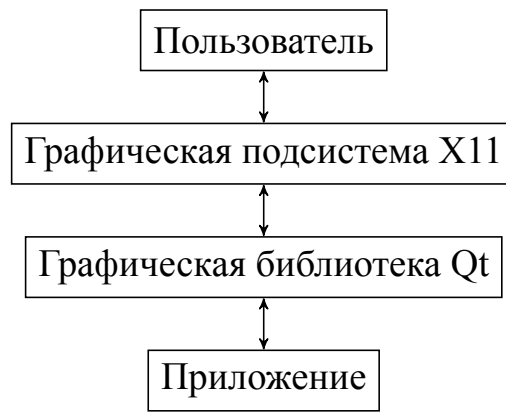 Пользователь
Графическая подсистема X11
Графическая библиотека Qt
Приложение